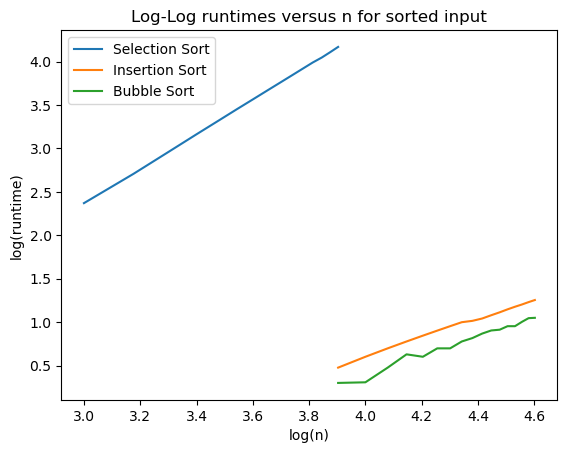 Log-Log runtimes versus n for sorted input
Selection Sort
Insertion Sort
Bubble Sort
log(runtime)
4.0
3.5
3.0
2.5
2.0
1.5
1.0
0.5
3.0 3.2 3.4 3.6 3.8 4.0 4.2 4.4 4.6
log(n)